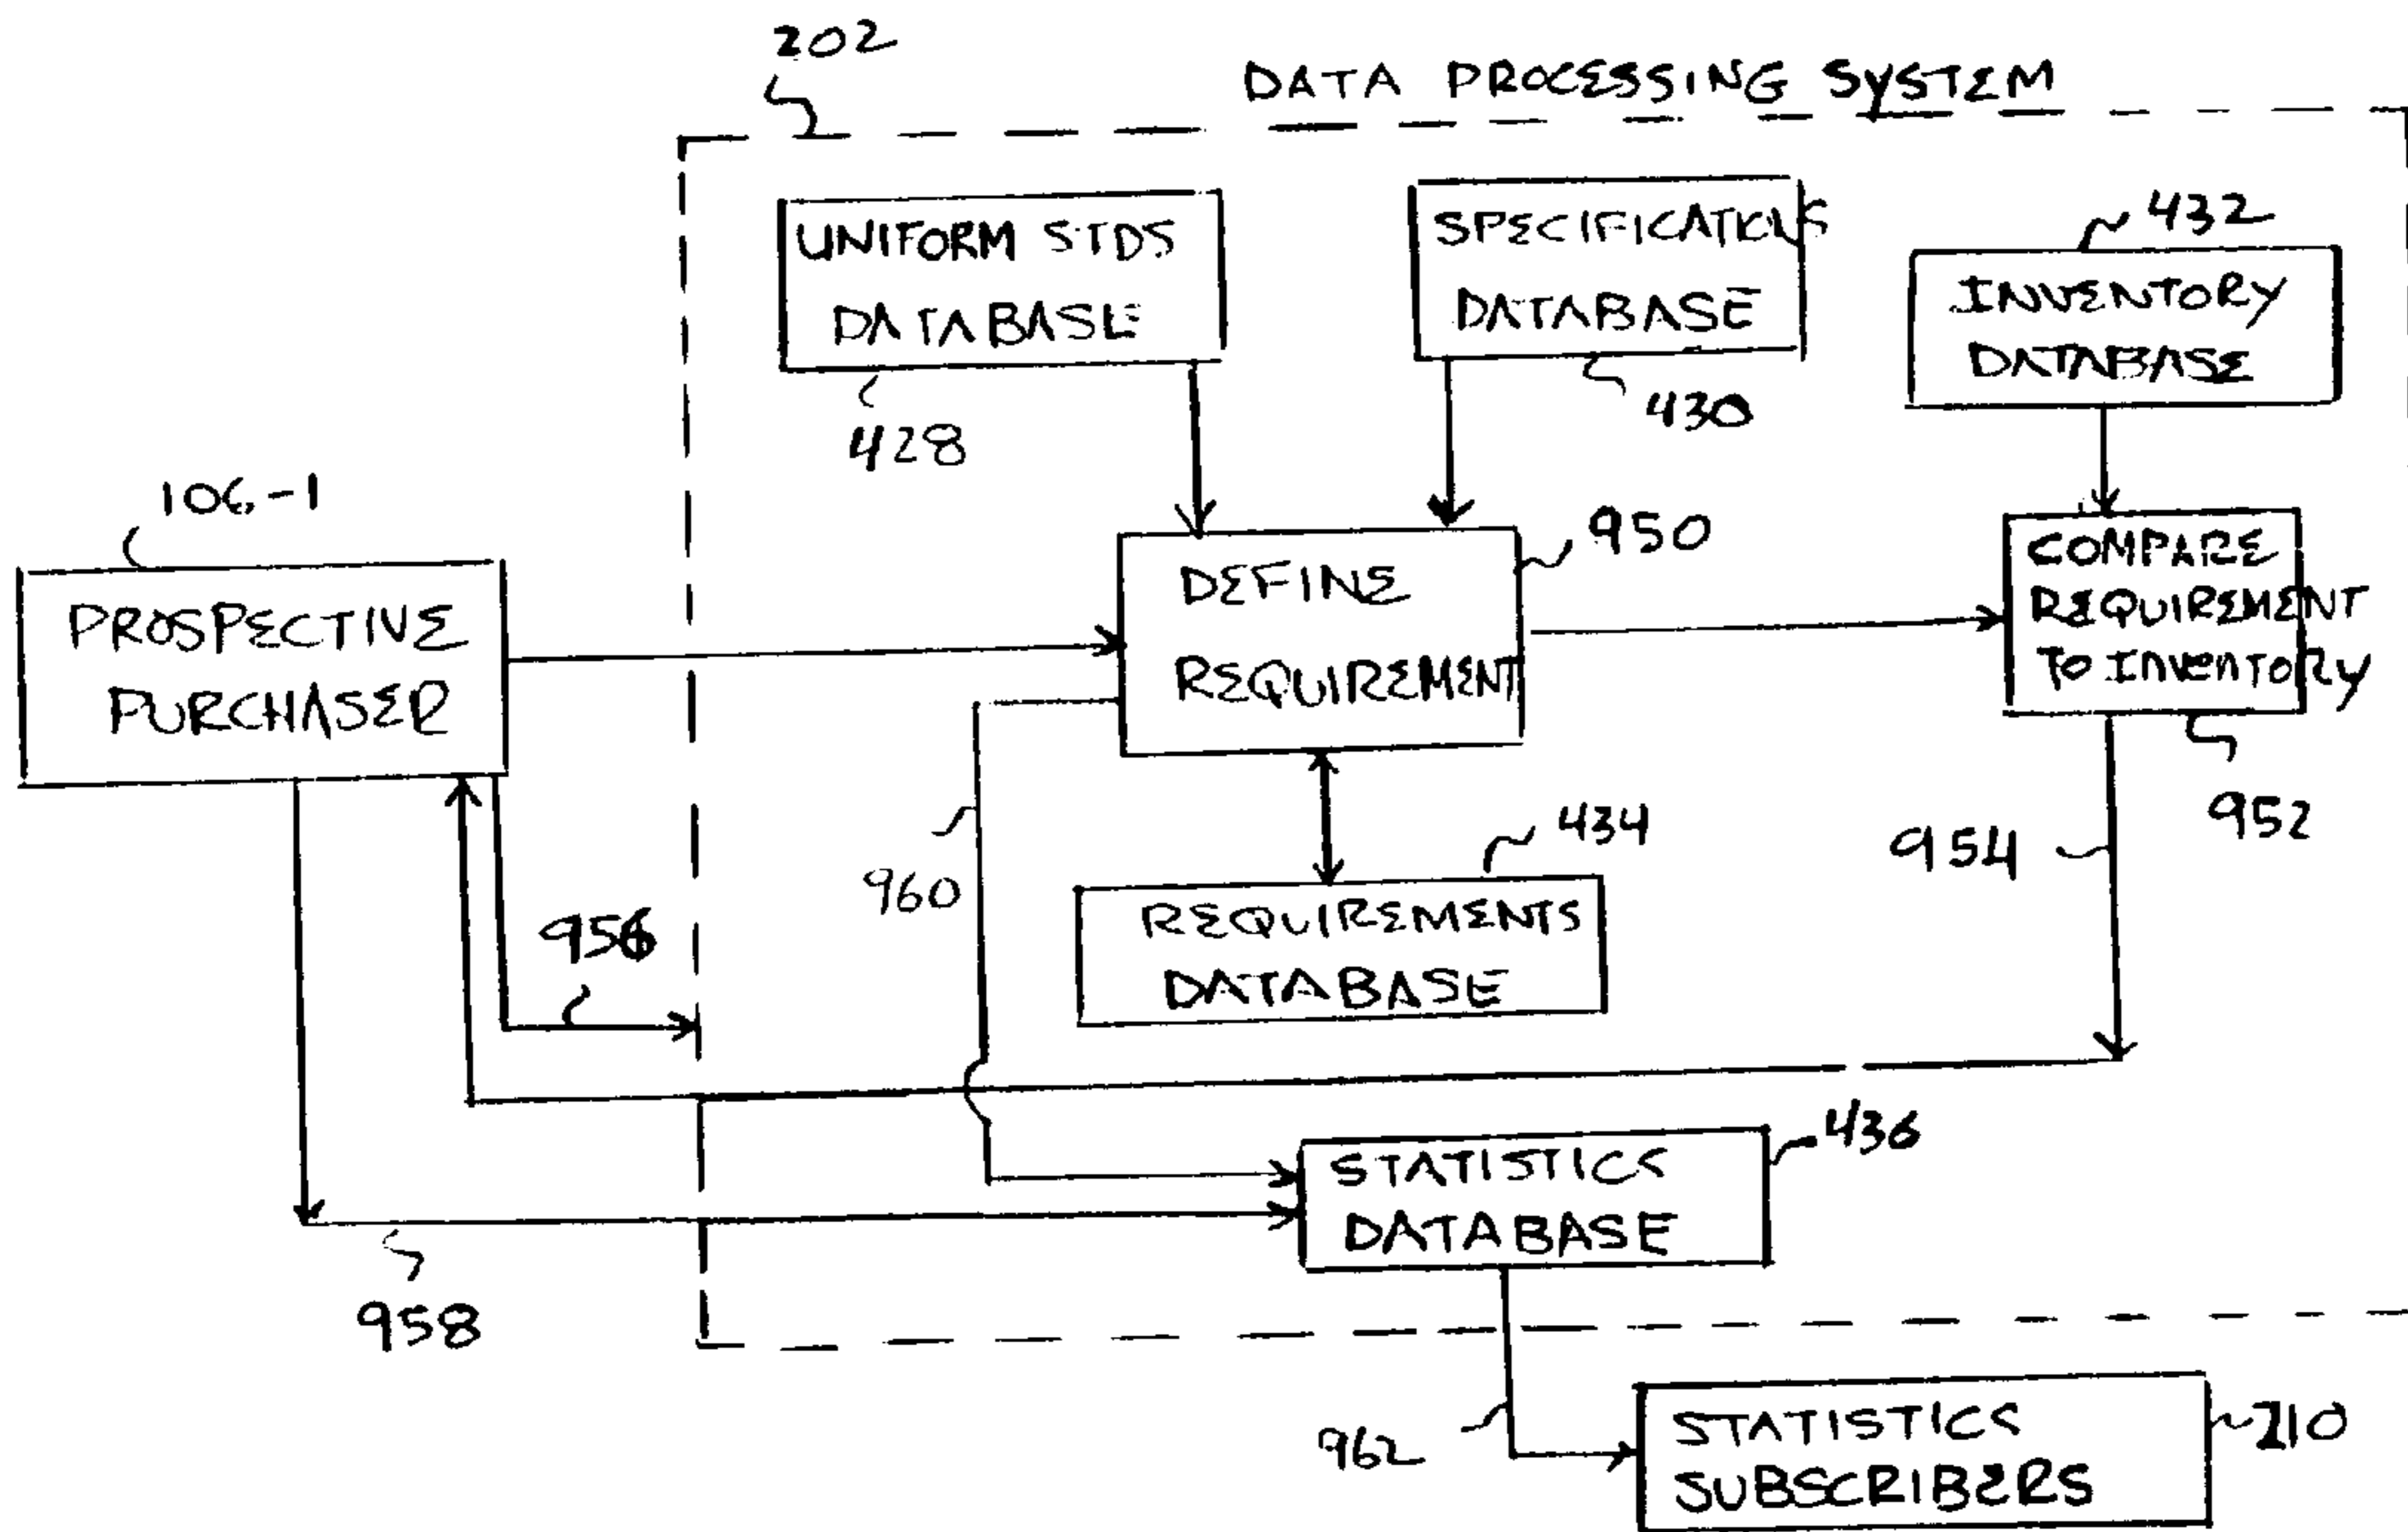 202
DATA PROCESSING SYSTEM
UNIFORM STDS
DATABASE
428
SPECIFICATIONS
DATABASE
430
432
INVENTORY
DATABASE
106-1
PROSPECTIVE
PURCHASER
950
DEFINE
REQUIREMENT
COMPARE
REQUIREMENT
TO INVENTORY
952
954
960
434
REQUIREMENTS
DATABASE
956
436
STATISTICS
DATABASE
958
962
STATISTICS
SUBSCRIBERS
210